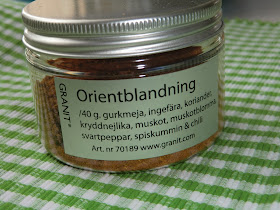 GRANIT
Orientblandning
/40 g, gurkmeja, ingefära, koriander,
kryddnejlika, muskot, muskotblomma,
svartpeppar, spiskummin & chili
Art. nr 70189 www.granit.com